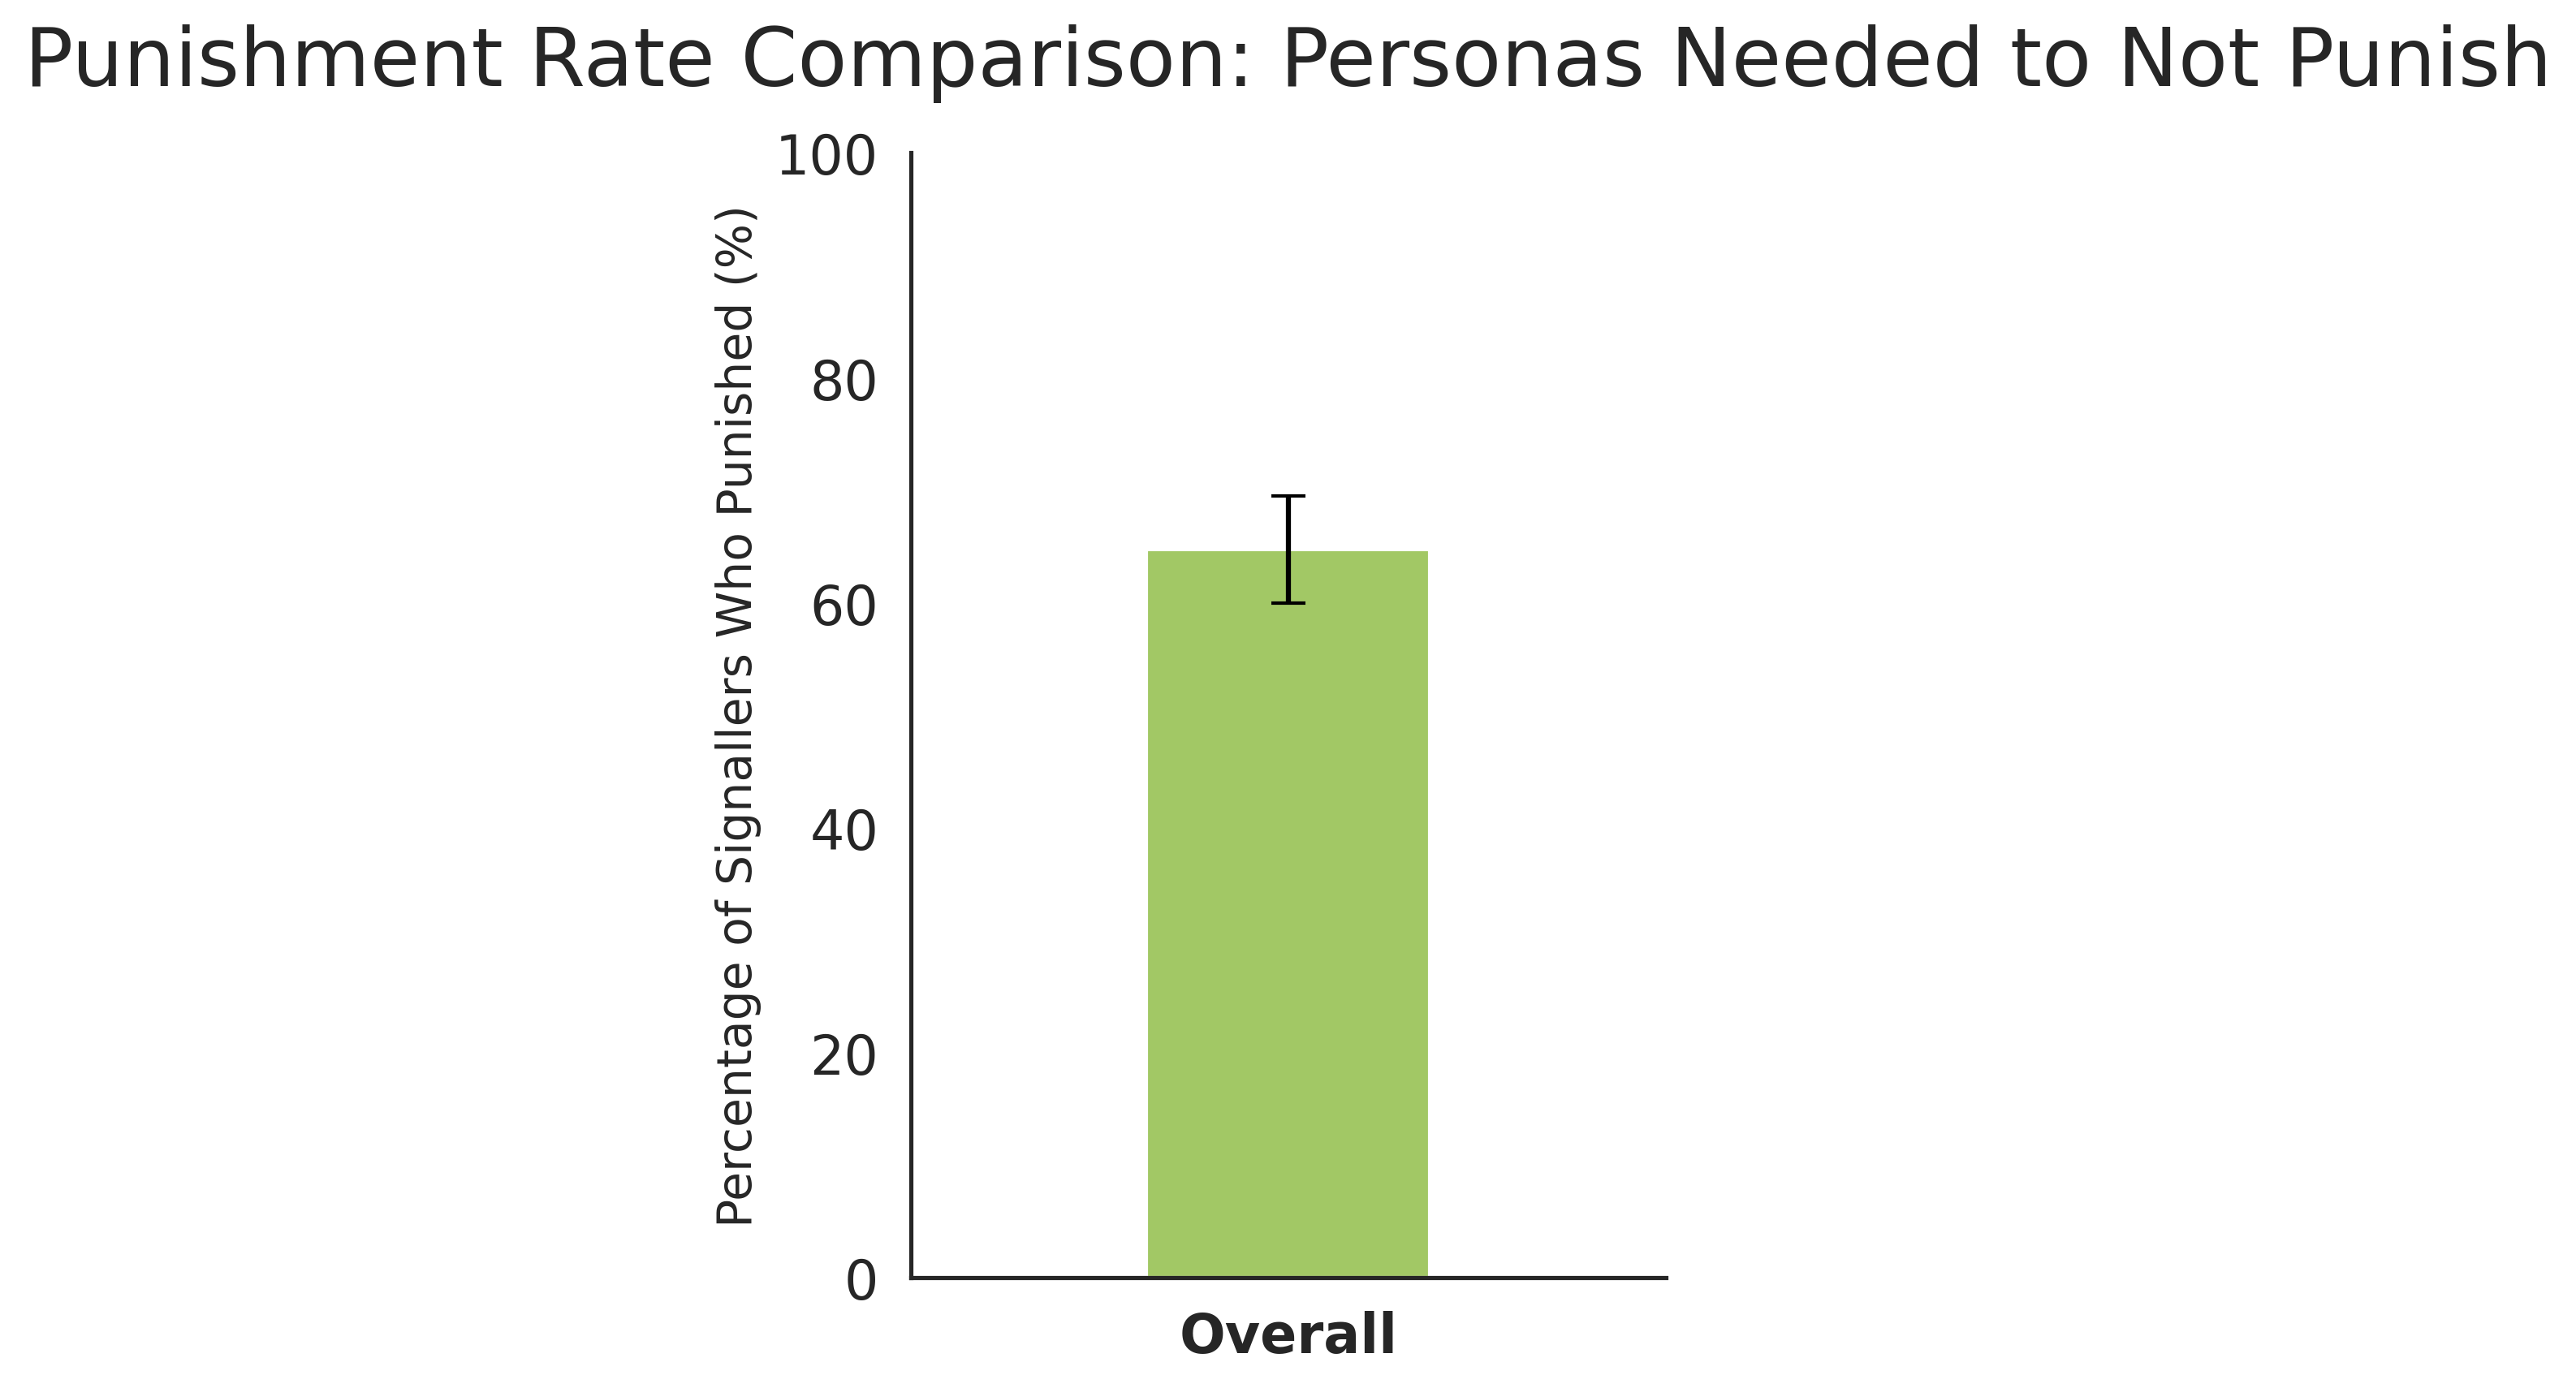 Punishment Rate Comparison: Personas Needed to Not Punish
Percentage of Signallers Who Punished (%)
100
80
60
40
20
0
Overall